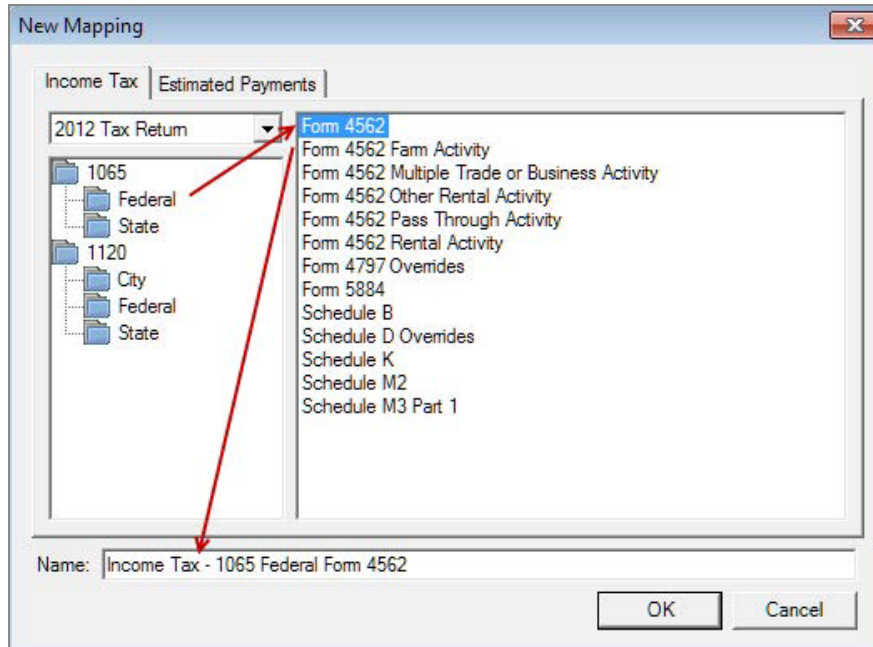 New Mapping
Income Tax
Estimated Payments
2012 Tax Return
1065
Federal
State
1120
City
Federal
State
Form 4562
Form 4562 Farm Activity
Form 4562 Multiple Trade or Business Activity
Form 4562 Other Rental Activity
Form 4562 Pass Through Activity
Form 4562 Rental Activity
Form 4797 Overrides
Form 5884
Schedule B
Schedule D Overrides
Schedule K
Schedule M2
Schedule M3 Part 1
Name: Income Tax - 1065 Federal Form 4562
OK Cancel